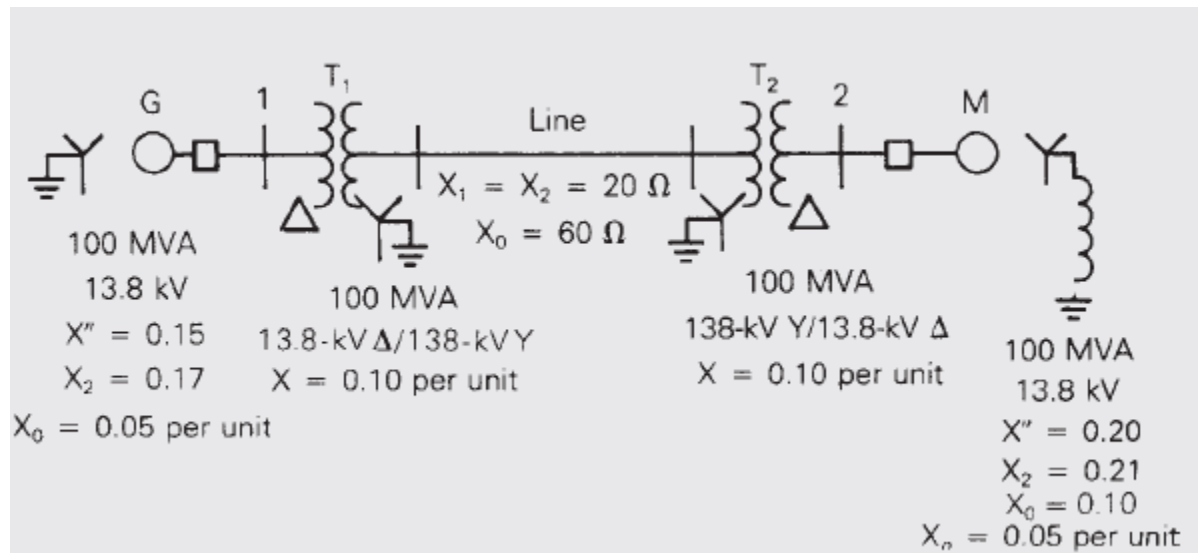 G
1
T₁
Line
T₂
2
M
X₁ = X₂ = 20 Ω
X₀ = 60 Ω
100 MVA
13.8 kV
X″ = 0.15
X₂ = 0.17
X₀ = 0.05 per unit
100 MVA
13.8-kV Δ/138-kV Y
X = 0.10 per unit
100 MVA
138-kV Y/13.8-kV Δ
X = 0.10 per unit
100 MVA
13.8 kV
X″ = 0.20
X₂ = 0.21
X₀ = 0.10
Xₙ = 0.05 per unit